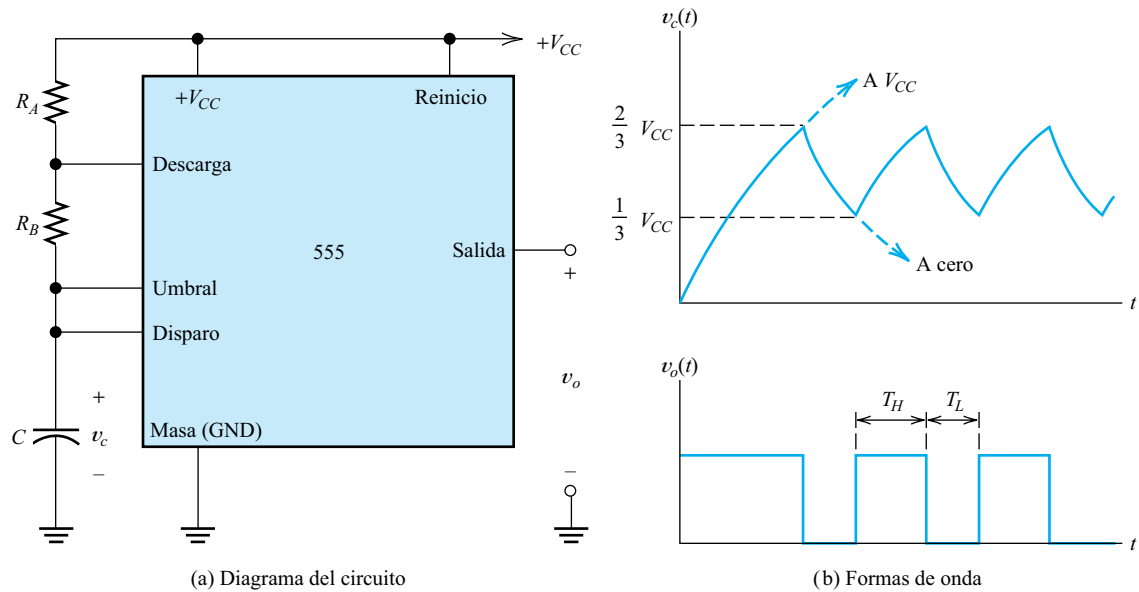 +V_CC
R_A
+V_CC
Reinicio
Descarga
R_B
555
Salida
+
Umbral
Disparo
+
v_o
C
v_c
Masa (GND)
–
–
(a) Diagrama del circuito
v_c(t)
A V_CC
2/3 V_CC
1/3 V_CC
A cero
t
v_o(t)
T_H
T_L
t
(b) Formas de onda